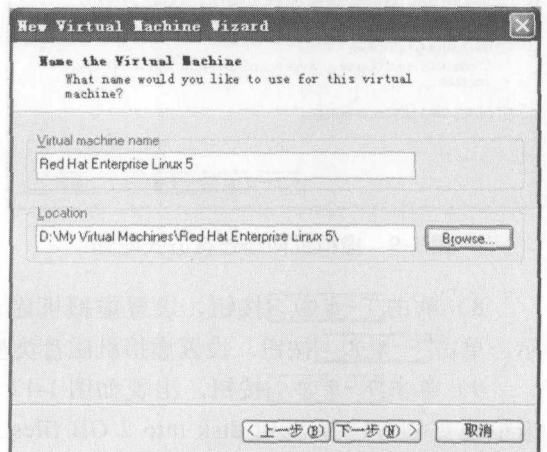 New Virtual Machine Wizard
Name the Virtual Machine
What name would you like to use for this virtual
machine?
Virtual machine name
Red Hat Enterprise Linux 5
Location
D:\My Virtual Machines\Red Hat Enterprise Linux 5\
Browse...
<上一步(B) 下一步(N)> 取消